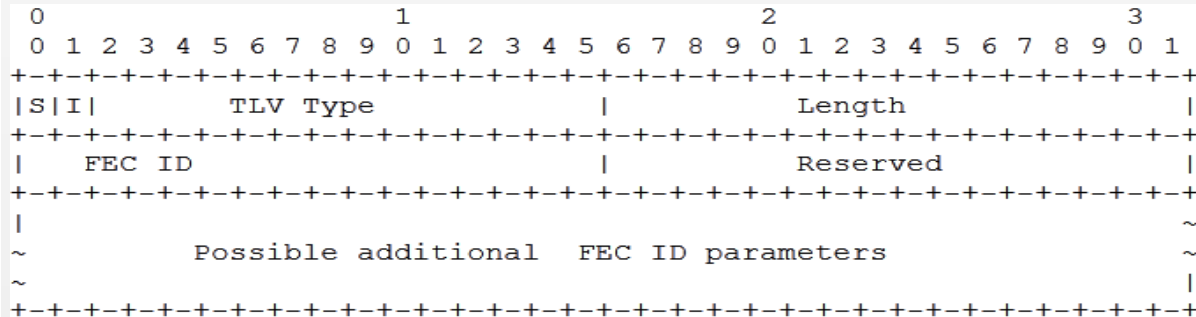 0                   1                   2                   3
 0 1 2 3 4 5 6 7 8 9 0 1 2 3 4 5 6 7 8 9 0 1 2 3 4 5 6 7 8 9 0 1
+-+-+-+-+-+-+-+-+-+-+-+-+-+-+-+-+-+-+-+-+-+-+-+-+-+-+-+-+-+-+-+-+
|S|I|       TLV Type            |          Length               |
+-+-+-+-+-+-+-+-+-+-+-+-+-+-+-+-+-+-+-+-+-+-+-+-+-+-+-+-+-+-+-+-+
|   FEC ID                      |          Reserved             |
+-+-+-+-+-+-+-+-+-+-+-+-+-+-+-+-+-+-+-+-+-+-+-+-+-+-+-+-+-+-+-+-+
|                                                               ~
~         Possible additional  FEC ID parameters                ~
~                                                               |
+-+-+-+-+-+-+-+-+-+-+-+-+-+-+-+-+-+-+-+-+-+-+-+-+-+-+-+-+-+-+-+-+